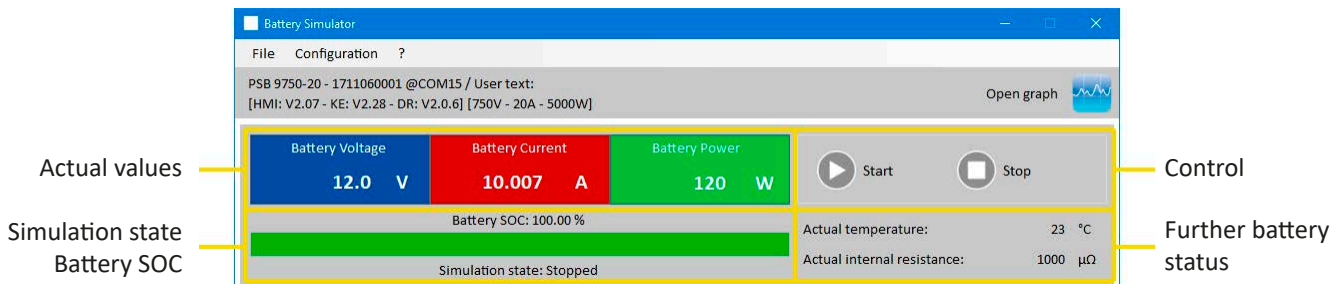 Battery Simulator
File Configuration ?
PSB 9750-20 - 1711060001 @COM15 / User text:
[HMI: V2.07 - KE: V2.28 - DR: V2.0.6] [750V - 20A - 5000W]
Open graph
Actual values
Battery Voltage
12.0 V
Battery Current
10.007 A
Battery Power
120 W
Start
Stop
Control
Simulation state
Battery SOC
Battery SOC: 100.00 %
Simulation state: Stopped
Actual temperature: 23 °C
Actual internal resistance: 1000 μΩ
Further battery
status